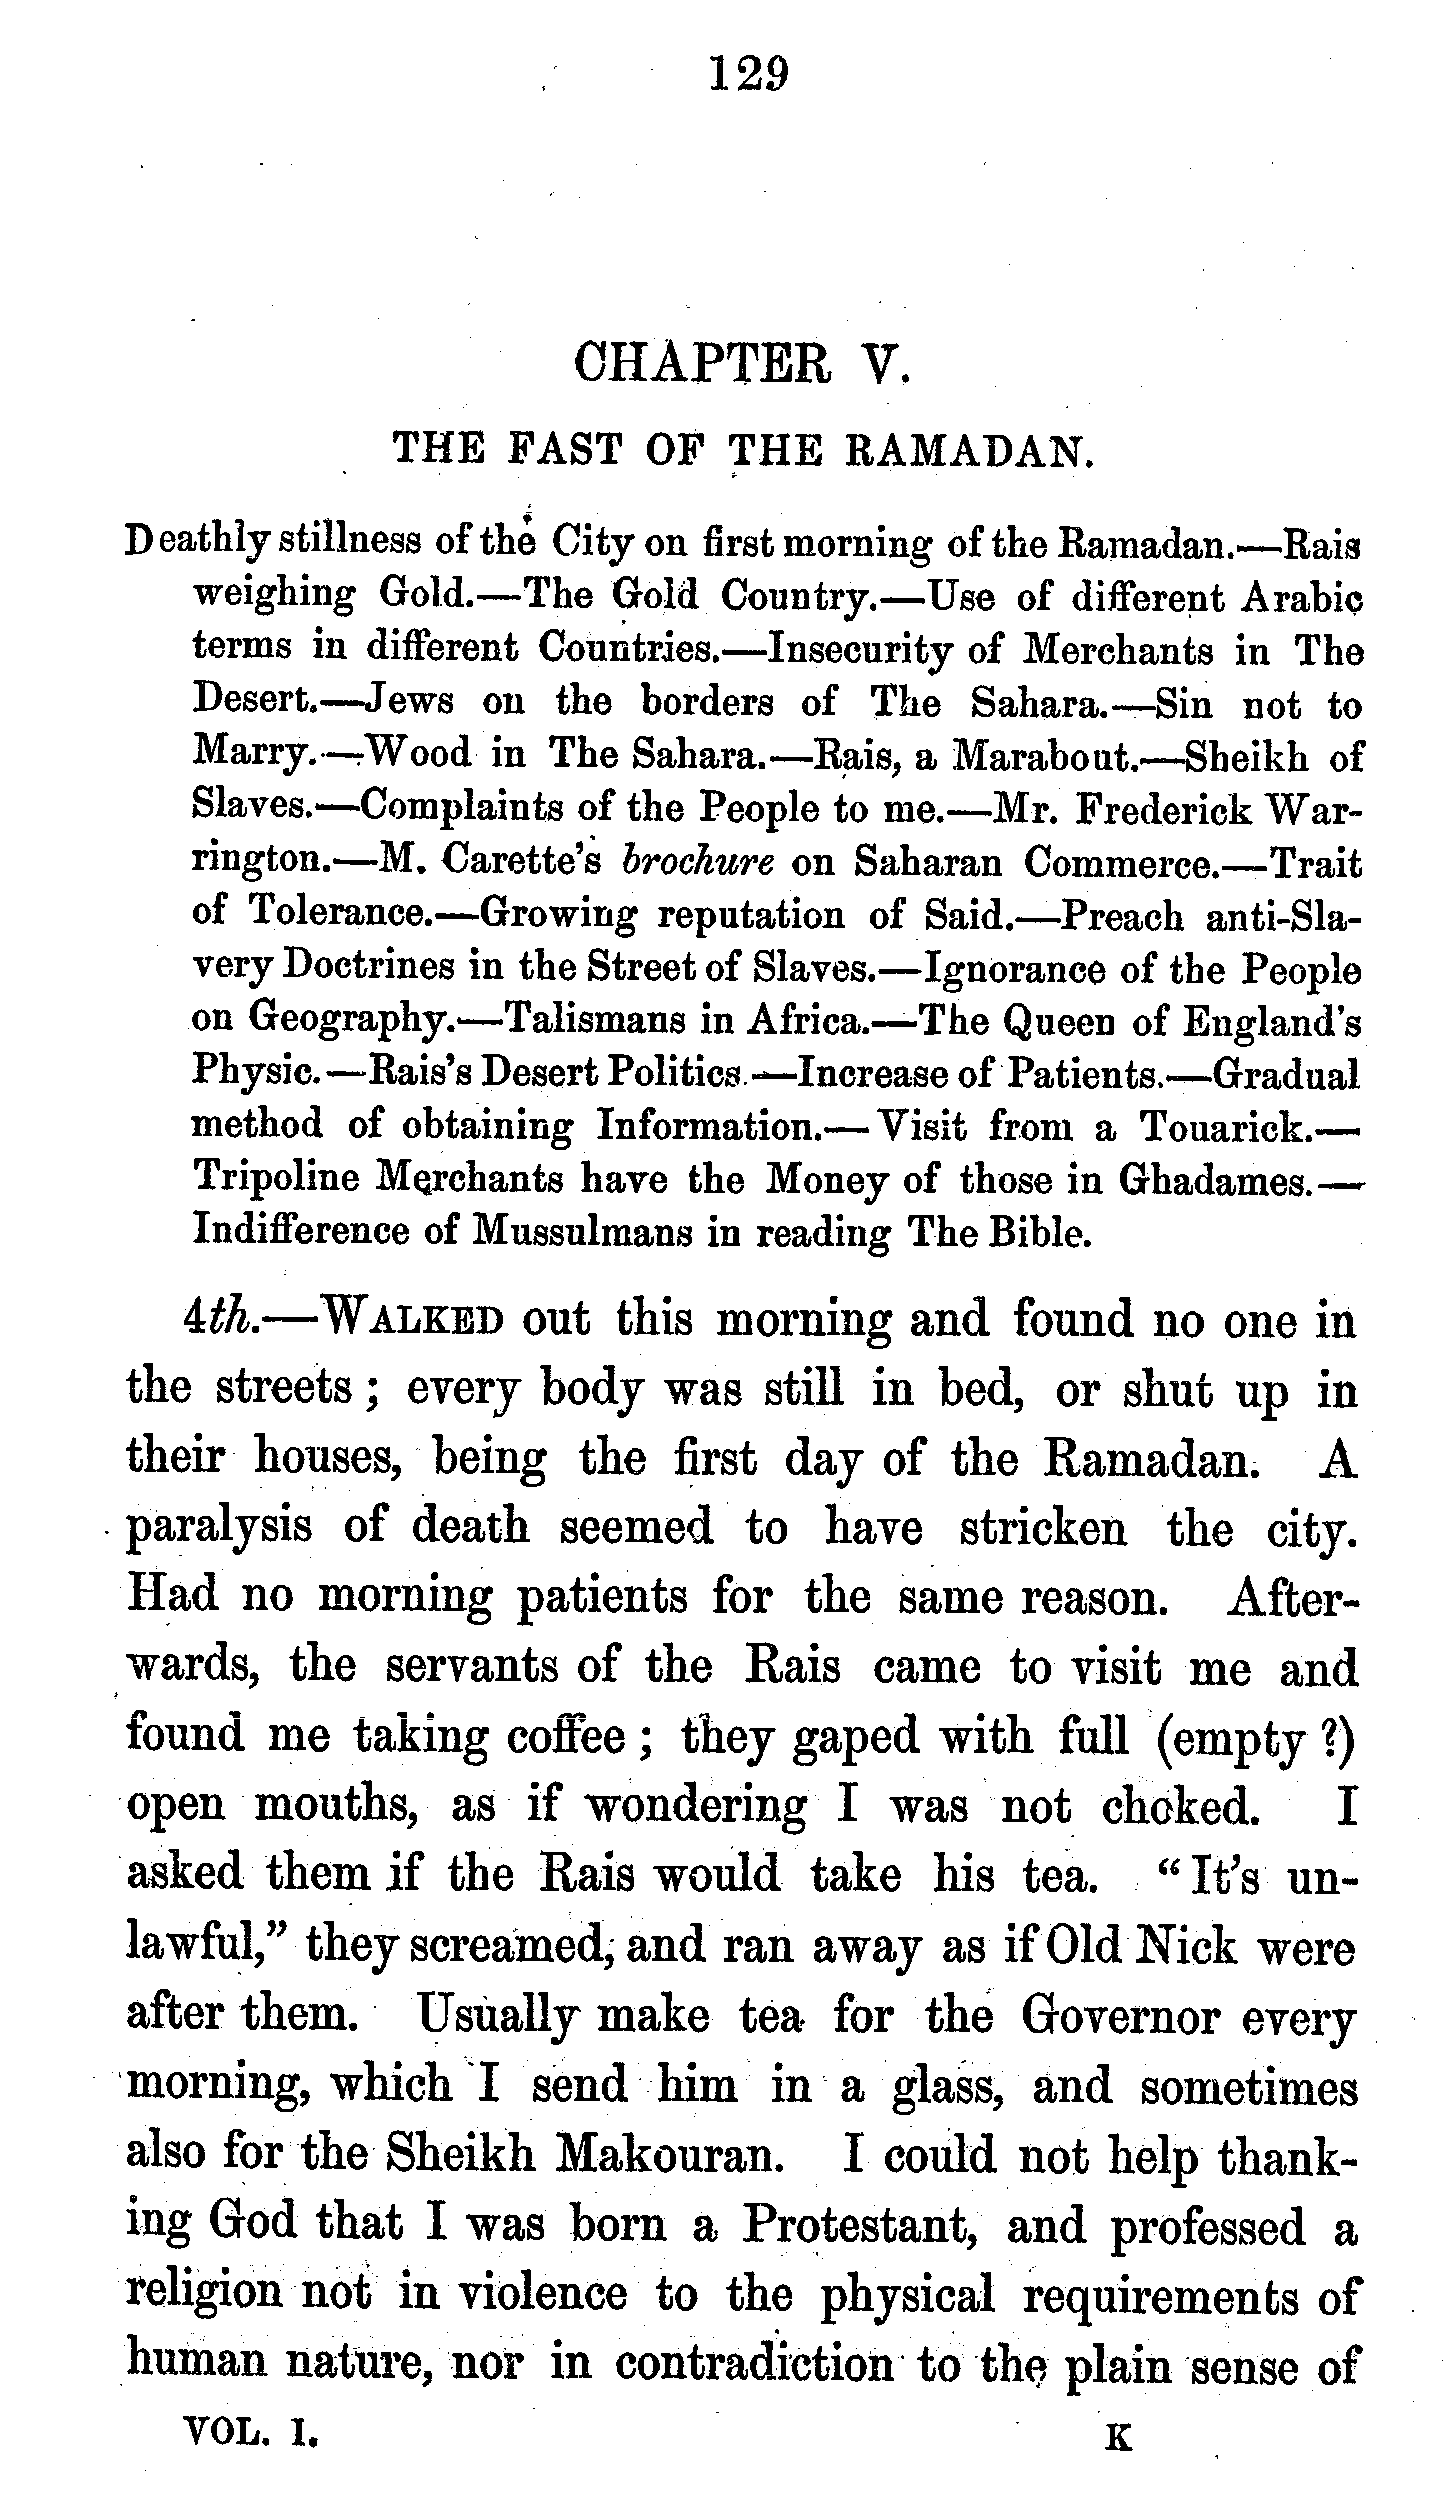 129
CHAPTER V.
THE FAST OF THE RAMADAN.
Deathly stillness of the City on first morning of the Ramadan.—Rais
weighing Gold.—The Gold Country.—Use of different Arabic
terms in different Countries.—Insecurity of Merchants in The
Desert.—Jews on the borders of The Sahara.—Sin not to
Marry.—Wood in The Sahara.—Rais, a Marabout.—Sheikh of
Slaves.—Complaints of the People to me.—Mr. Frederick War-
rington.—M. Carette's brochure on Saharan Commerce.—Trait
of Tolerance.—Growing reputation of Said.—Preach anti-Sla-
very Doctrines in the Street of Slaves.—Ignorance of the People
on Geography.—Talismans in Africa.—The Queen of England's
Physic.—Rais's Desert Politics.—Increase of Patients.—Gradual
method of obtaining Information.—Visit from a Touarick.—
Tripoline Merchants have the Money of those in Ghadames.—
Indifference of Mussulmans in reading The Bible.
4th.—WALKED out this morning and found no one in
the streets; every body was still in bed, or shut up in
their houses, being the first day of the Ramadan. A
paralysis of death seemed to have stricken the city.
Had no morning patients for the same reason. After-
wards, the servants of the Rais came to visit me and
found me taking coffee; they gaped with full (empty?)
open mouths, as if wondering I was not choked. I
asked them if the Rais would take his tea. "It's un-
lawful," they screamed, and ran away as if Old Nick were
after them. Usually make tea for the Governor every
morning, which I send him in a glass, and sometimes
also for the Sheikh Makouran. I could not help thank-
ing God that I was born a Protestant, and professed a
religion not in violence to the physical requirements of
human nature, nor in contradiction to the plain sense of
VOL. I. K